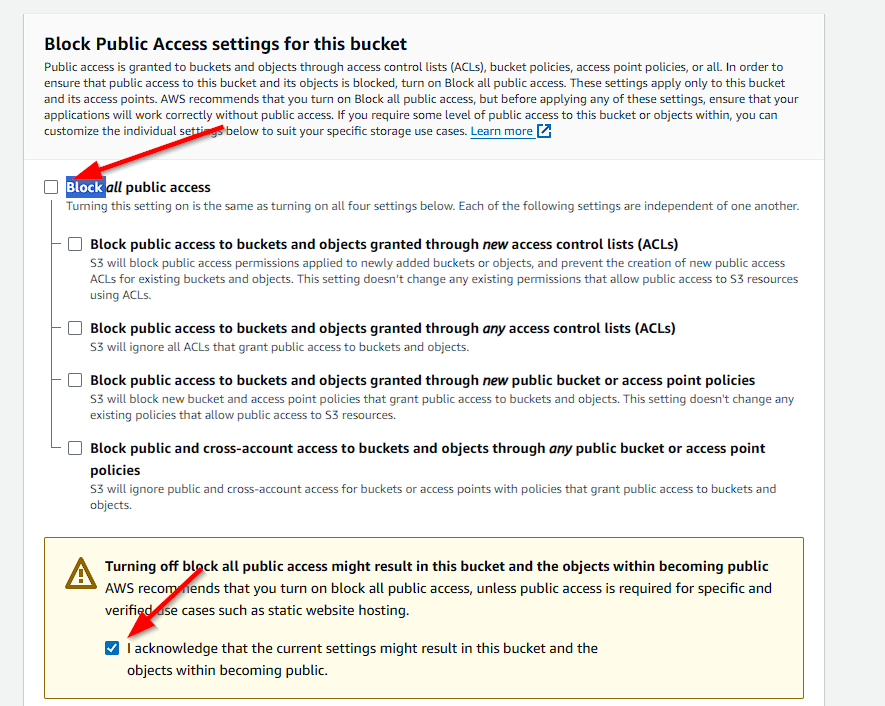 Block Public Access settings for this bucket
Public access is granted to buckets and objects through access control lists (ACLs), bucket policies, access point policies, or all. In order to
ensure that public access to this bucket and its objects is blocked, turn on Block all public access. These settings apply only to this bucket
and its access points. AWS recommends that you turn on Block all public access, but before applying any of these settings, ensure that your
applications will work correctly without public access. If you require some level of public access to this bucket or objects within, you can
customize the individual settings below to suit your specific storage use cases. Learn more
Block all public access
Turning this setting on is the same as turning on all four settings below. Each of the following settings are independent of one another.
Block public access to buckets and objects granted through new access control lists (ACLs)
S3 will block public access permissions applied to newly added buckets or objects, and prevent the creation of new public access
ACLs for existing buckets and objects. This setting doesn't change any existing permissions that allow public access to S3 resources
using ACLs.
Block public access to buckets and objects granted through any access control lists (ACLs)
S3 will ignore all ACLs that grant public access to buckets and objects.
Block public access to buckets and objects granted through new public bucket or access point policies
S3 will block new bucket and access point policies that grant public access to buckets and objects. This setting doesn't change any
existing policies that allow public access to S3 resources.
Block public and cross-account access to buckets and objects through any public bucket or access point
policies
S3 will ignore public and cross-account access for buckets or access points with policies that grant public access to buckets and
objects.
Turning off block all public access might result in this bucket and the objects within becoming public
AWS recommends that you turn on block all public access, unless public access is required for specific and
verified use cases such as static website hosting.
I acknowledge that the current settings might result in this bucket and the
objects within becoming public.